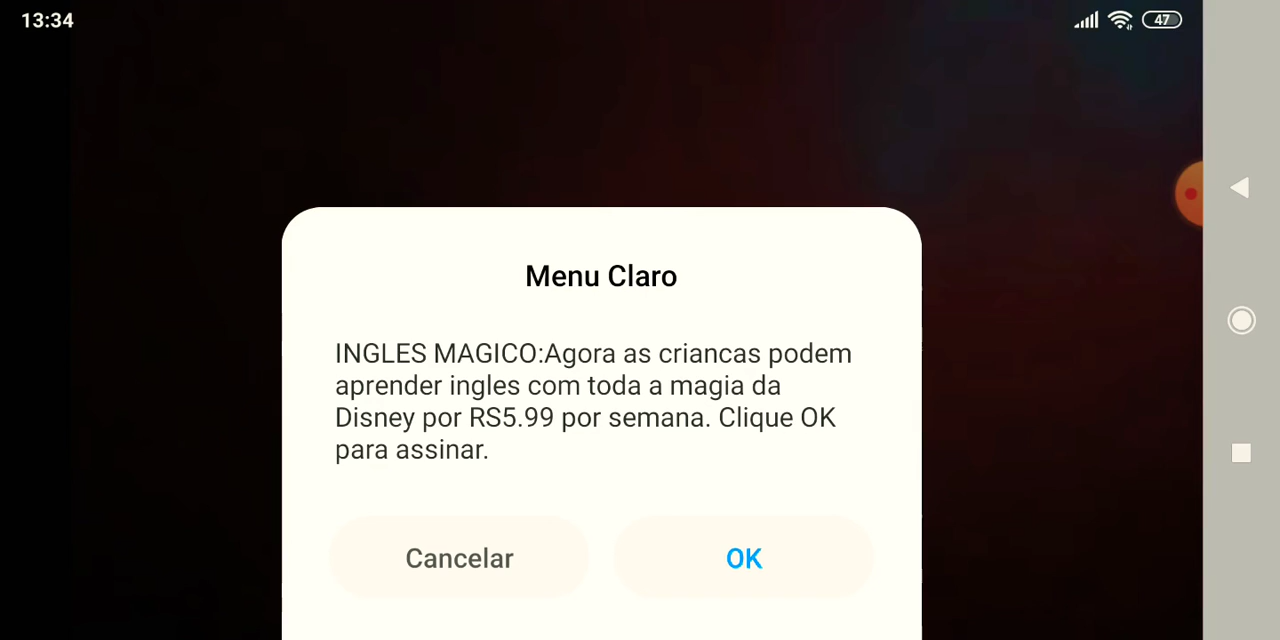 13:34
47
Menu Claro
INGLES MAGICO:Agora as criancas podem
aprender ingles com toda a magia da
Disney por RS5.99 por semana. Clique OK
para assinar.
Cancelar
OK